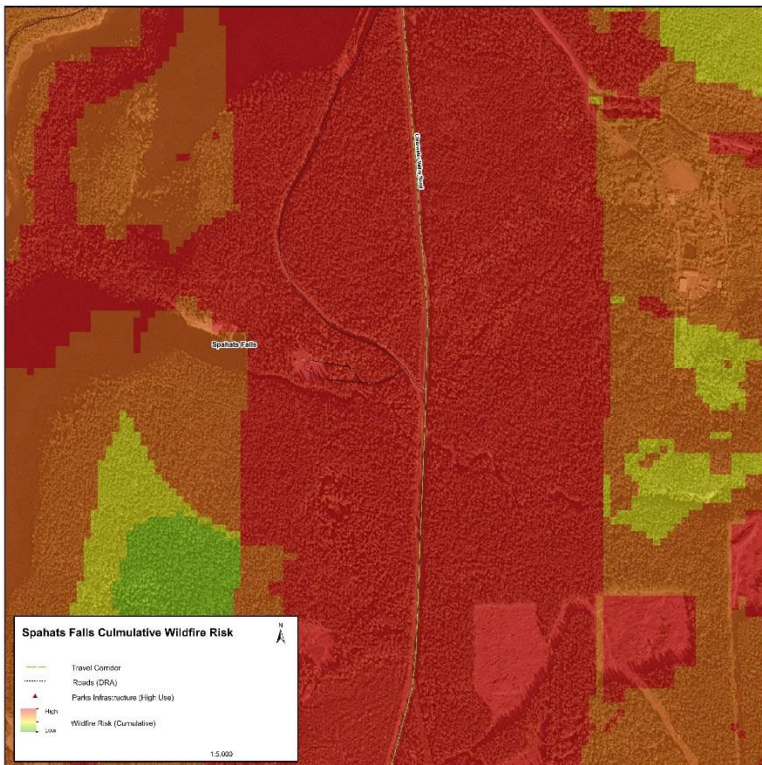 Spahats Falls
Spahats Falls Culmulative Wildfire Risk
N
Travel Corridor
Roads (DRA)
Parks Infrastructure (High Use)
High
Wildfire Risk (Cumulative)
Low
1:5,000